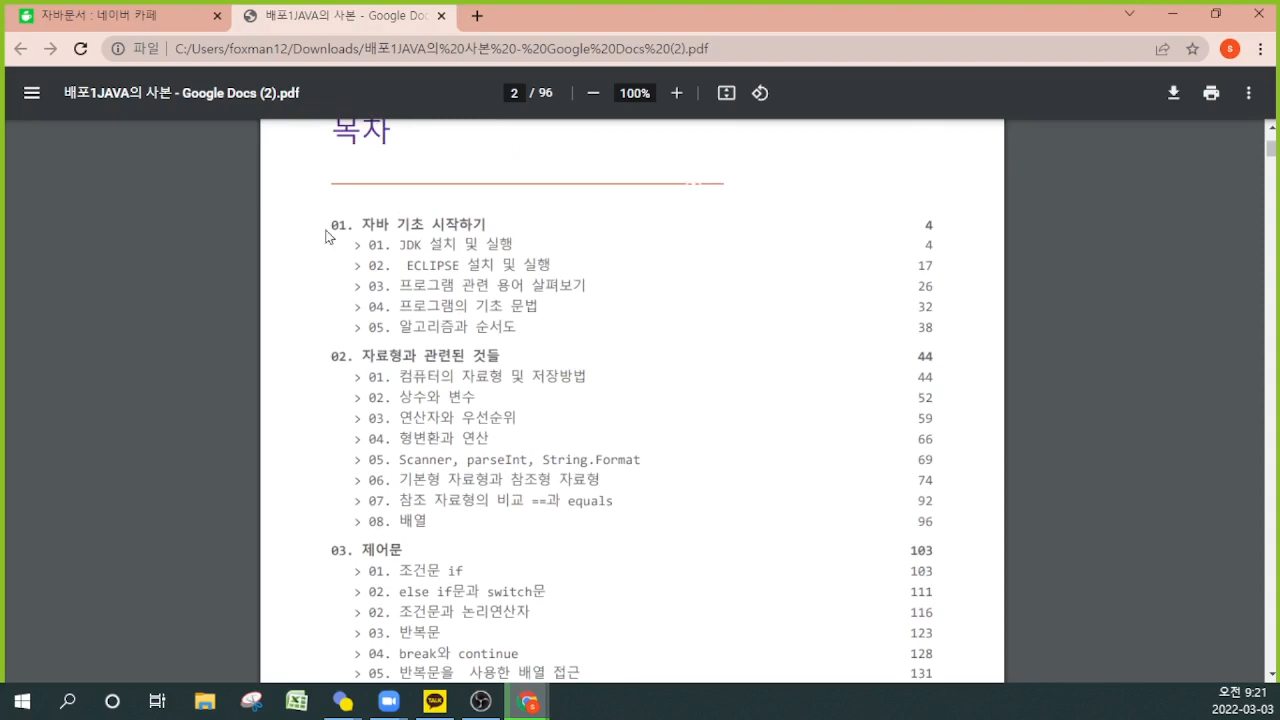 자바문서 : 네이버 카페
배포1JAVA의 사본 - Google Doc
파일
C:/Users/foxman12/Downloads/배포1JAVA의%20사본%20-%20Google%20Docs%20(2).pdf
S
배포1JAVA의 사본 - Google Docs (2).pdf
2 / 96
100%
목차
01. 자바 기초 시작하기 4
> 01. JDK 설치 및 실행 4
> 02. ECLIPSE 설치 및 실행 17
> 03. 프로그램 관련 용어 살펴보기 26
> 04. 프로그램의 기초 문법 32
> 05. 알고리즘과 순서도 38
02. 자료형과 관련된 것들 44
> 01. 컴퓨터의 자료형 및 저장방법 44
> 02. 상수와 변수 52
> 03. 연산자와 우선순위 59
> 04. 형변환과 연산 66
> 05. Scanner, parseInt, String.Format 69
> 06. 기본형 자료형과 참조형 자료형 74
> 07. 참조 자료형의 비교 ==과 equals 92
> 08. 배열 96
03. 제어문 103
> 01. 조건문 if 103
> 02. else if문과 switch문 111
> 02. 조건문과 논리연산자 116
> 03. 반복문 123
> 04. break와 continue 128
> 05. 반복문을 사용한 배열 접근 131
TALK
오전 9:21
2022-03-03